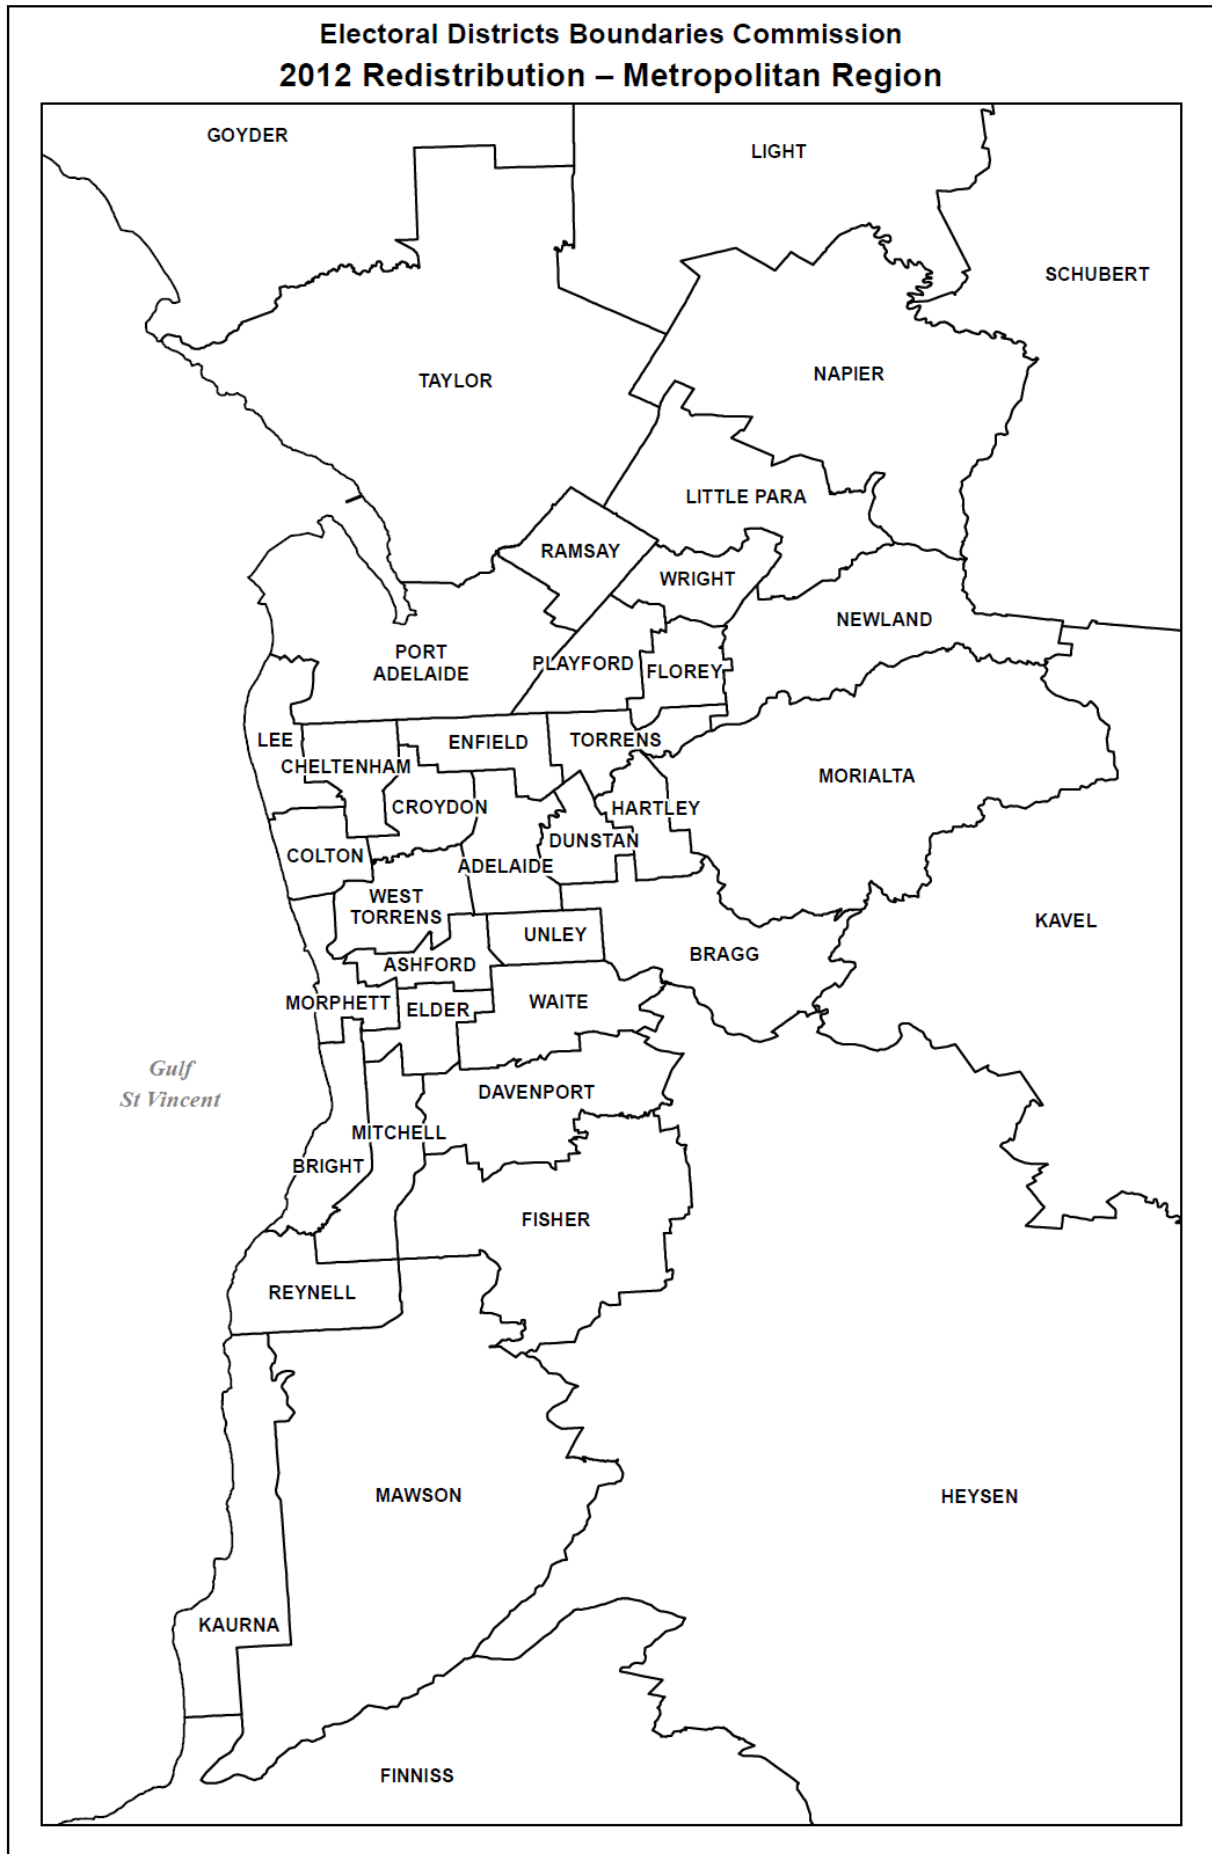 Electoral Districts Boundaries Commission
2012 Redistribution – Metropolitan Region
GOYDER
LIGHT
SCHUBERT
TAYLOR
NAPIER
LITTLE PARA
RAMSAY
WRIGHT
NEWLAND
PORT
ADELAIDE
PLAYFORD
FLOREY
LEE
ENFIELD
TORRENS
CHELTENHAM
MORIALTA
CROYDON
HARTLEY
DUNSTAN
COLTON
ADELAIDE
WEST
TORRENS
KAVEL
UNLEY
BRAGG
ASHFORD
MORPHETT
ELDER
WAITE
Gulf
St Vincent
DAVENPORT
MITCHELL
BRIGHT
FISHER
REYNELL
MAWSON
HEYSEN
KAURNA
FINNISS